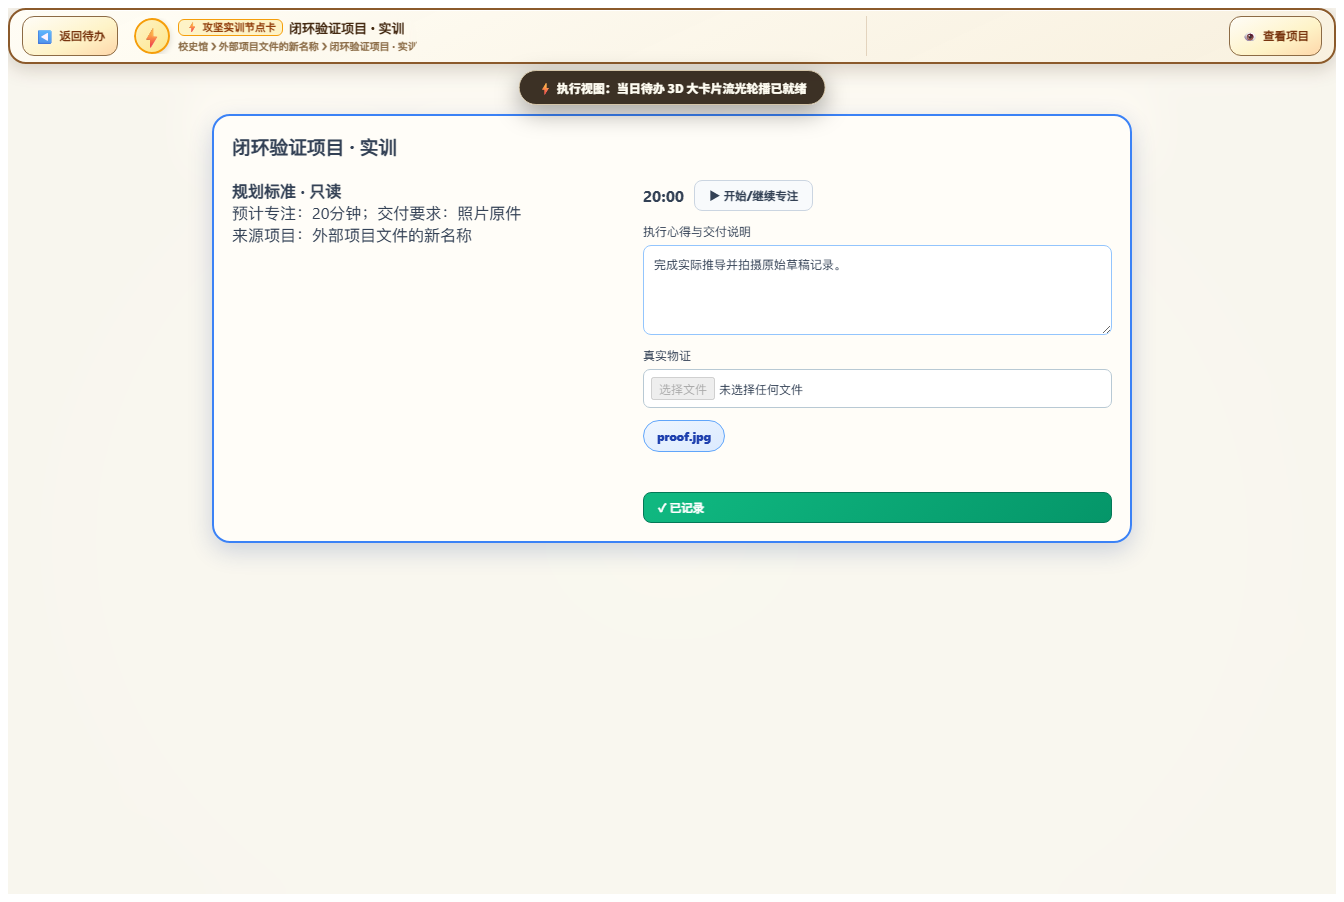 返回待办
攻坚实训节点卡 闭环验证项目 · 实训
校史馆 › 外部项目文件的新名称 › 闭环验证项目 · 实训
查看项目
执行视图：当日待办 3D 大卡片流光轮播已就绪
闭环验证项目 · 实训
规划标准 · 只读
预计专注：20分钟；交付要求：照片原件
来源项目：外部项目文件的新名称
20:00 ▶ 开始/继续专注
执行心得与交付说明
完成实际推导并拍摄原始草稿记录。
真实物证
选择文件 未选择任何文件
proof.jpg
✓ 已记录